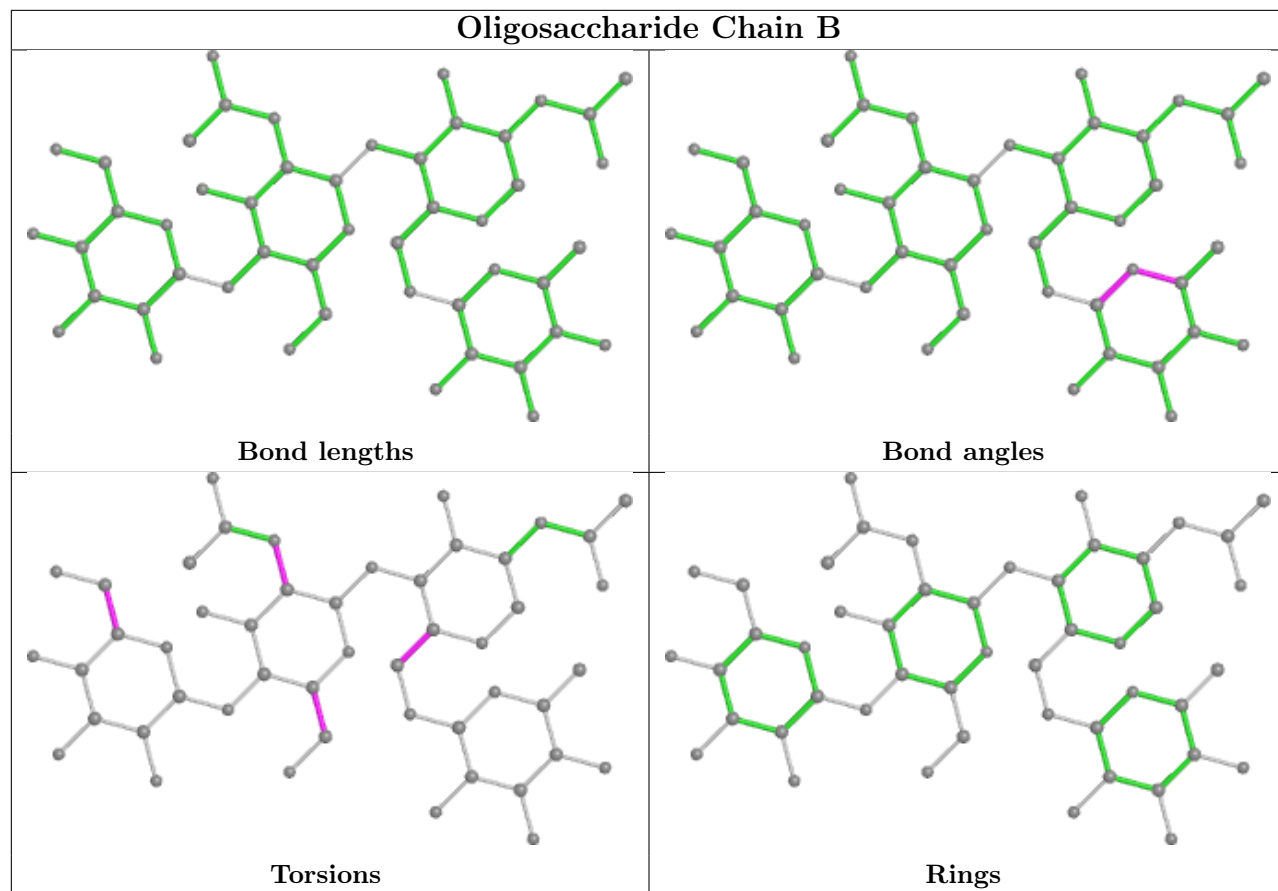 Oligosaccharide Chain B
Bond lengths
Bond angles
Torsions
Rings